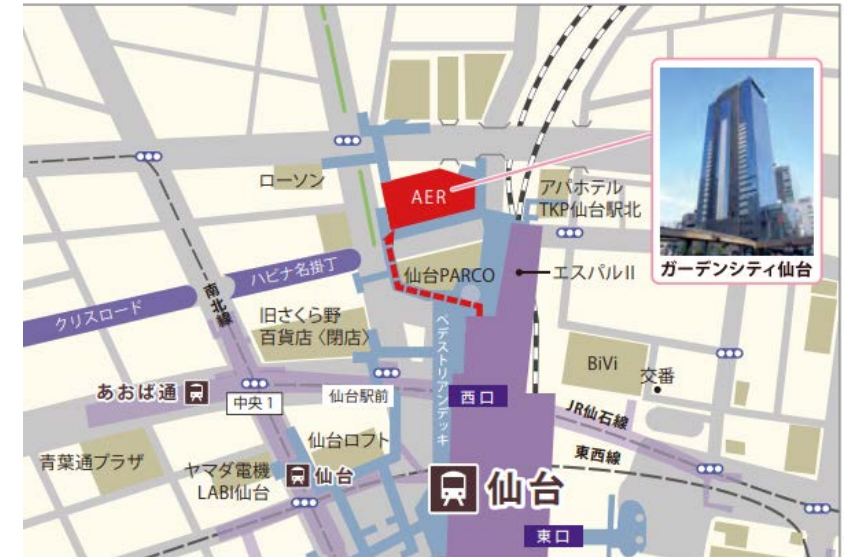 ローソン
AER
アパホテル
TKP仙台駅北
ガーデンシティ仙台
仙台PARCO
エスパルII
ハピナ名掛丁
クリスロード
南北線
旧さくら野
百貨店〈閉店〉
ペデストリアンデッキ
BiVi
交番
あおば通
中央1
仙台駅前
西口
JR仙石線
仙台ロフト
東西線
青葉通プラザ
ヤマダ電機
LABI仙台
仙台
仙台
東口